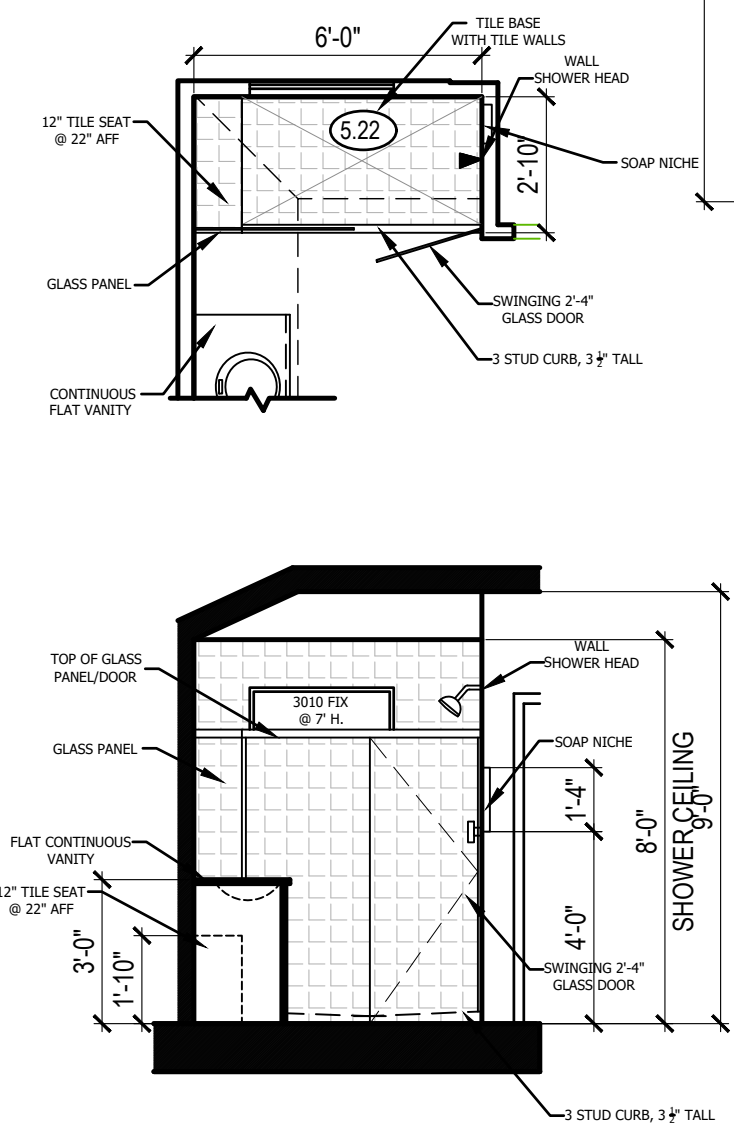 TILE BASE
WITH TILE WALLS
6'-0"
WALL
SHOWER HEAD
12" TILE SEAT
@ 22" AFF
5.22
2'-10"
SOAP NICHE
GLASS PANEL
SWINGING 2'-4"
GLASS DOOR
3 STUD CURB, 3 1/2" TALL
CONTINUOUS
FLAT VANITY
TOP OF GLASS
PANEL/DOOR
WALL
SHOWER HEAD
3010 FIX
@ 7' H.
GLASS PANEL
SOAP NICHE
1'-4"
8'-0"
SHOWER CEILING
9'-0"
FLAT CONTINUOUS
VANITY
12" TILE SEAT
@ 22" AFF
3'-0"
1'-10"
4'-0"
SWINGING 2'-4"
GLASS DOOR
3 STUD CURB, 3 1/2" TALL